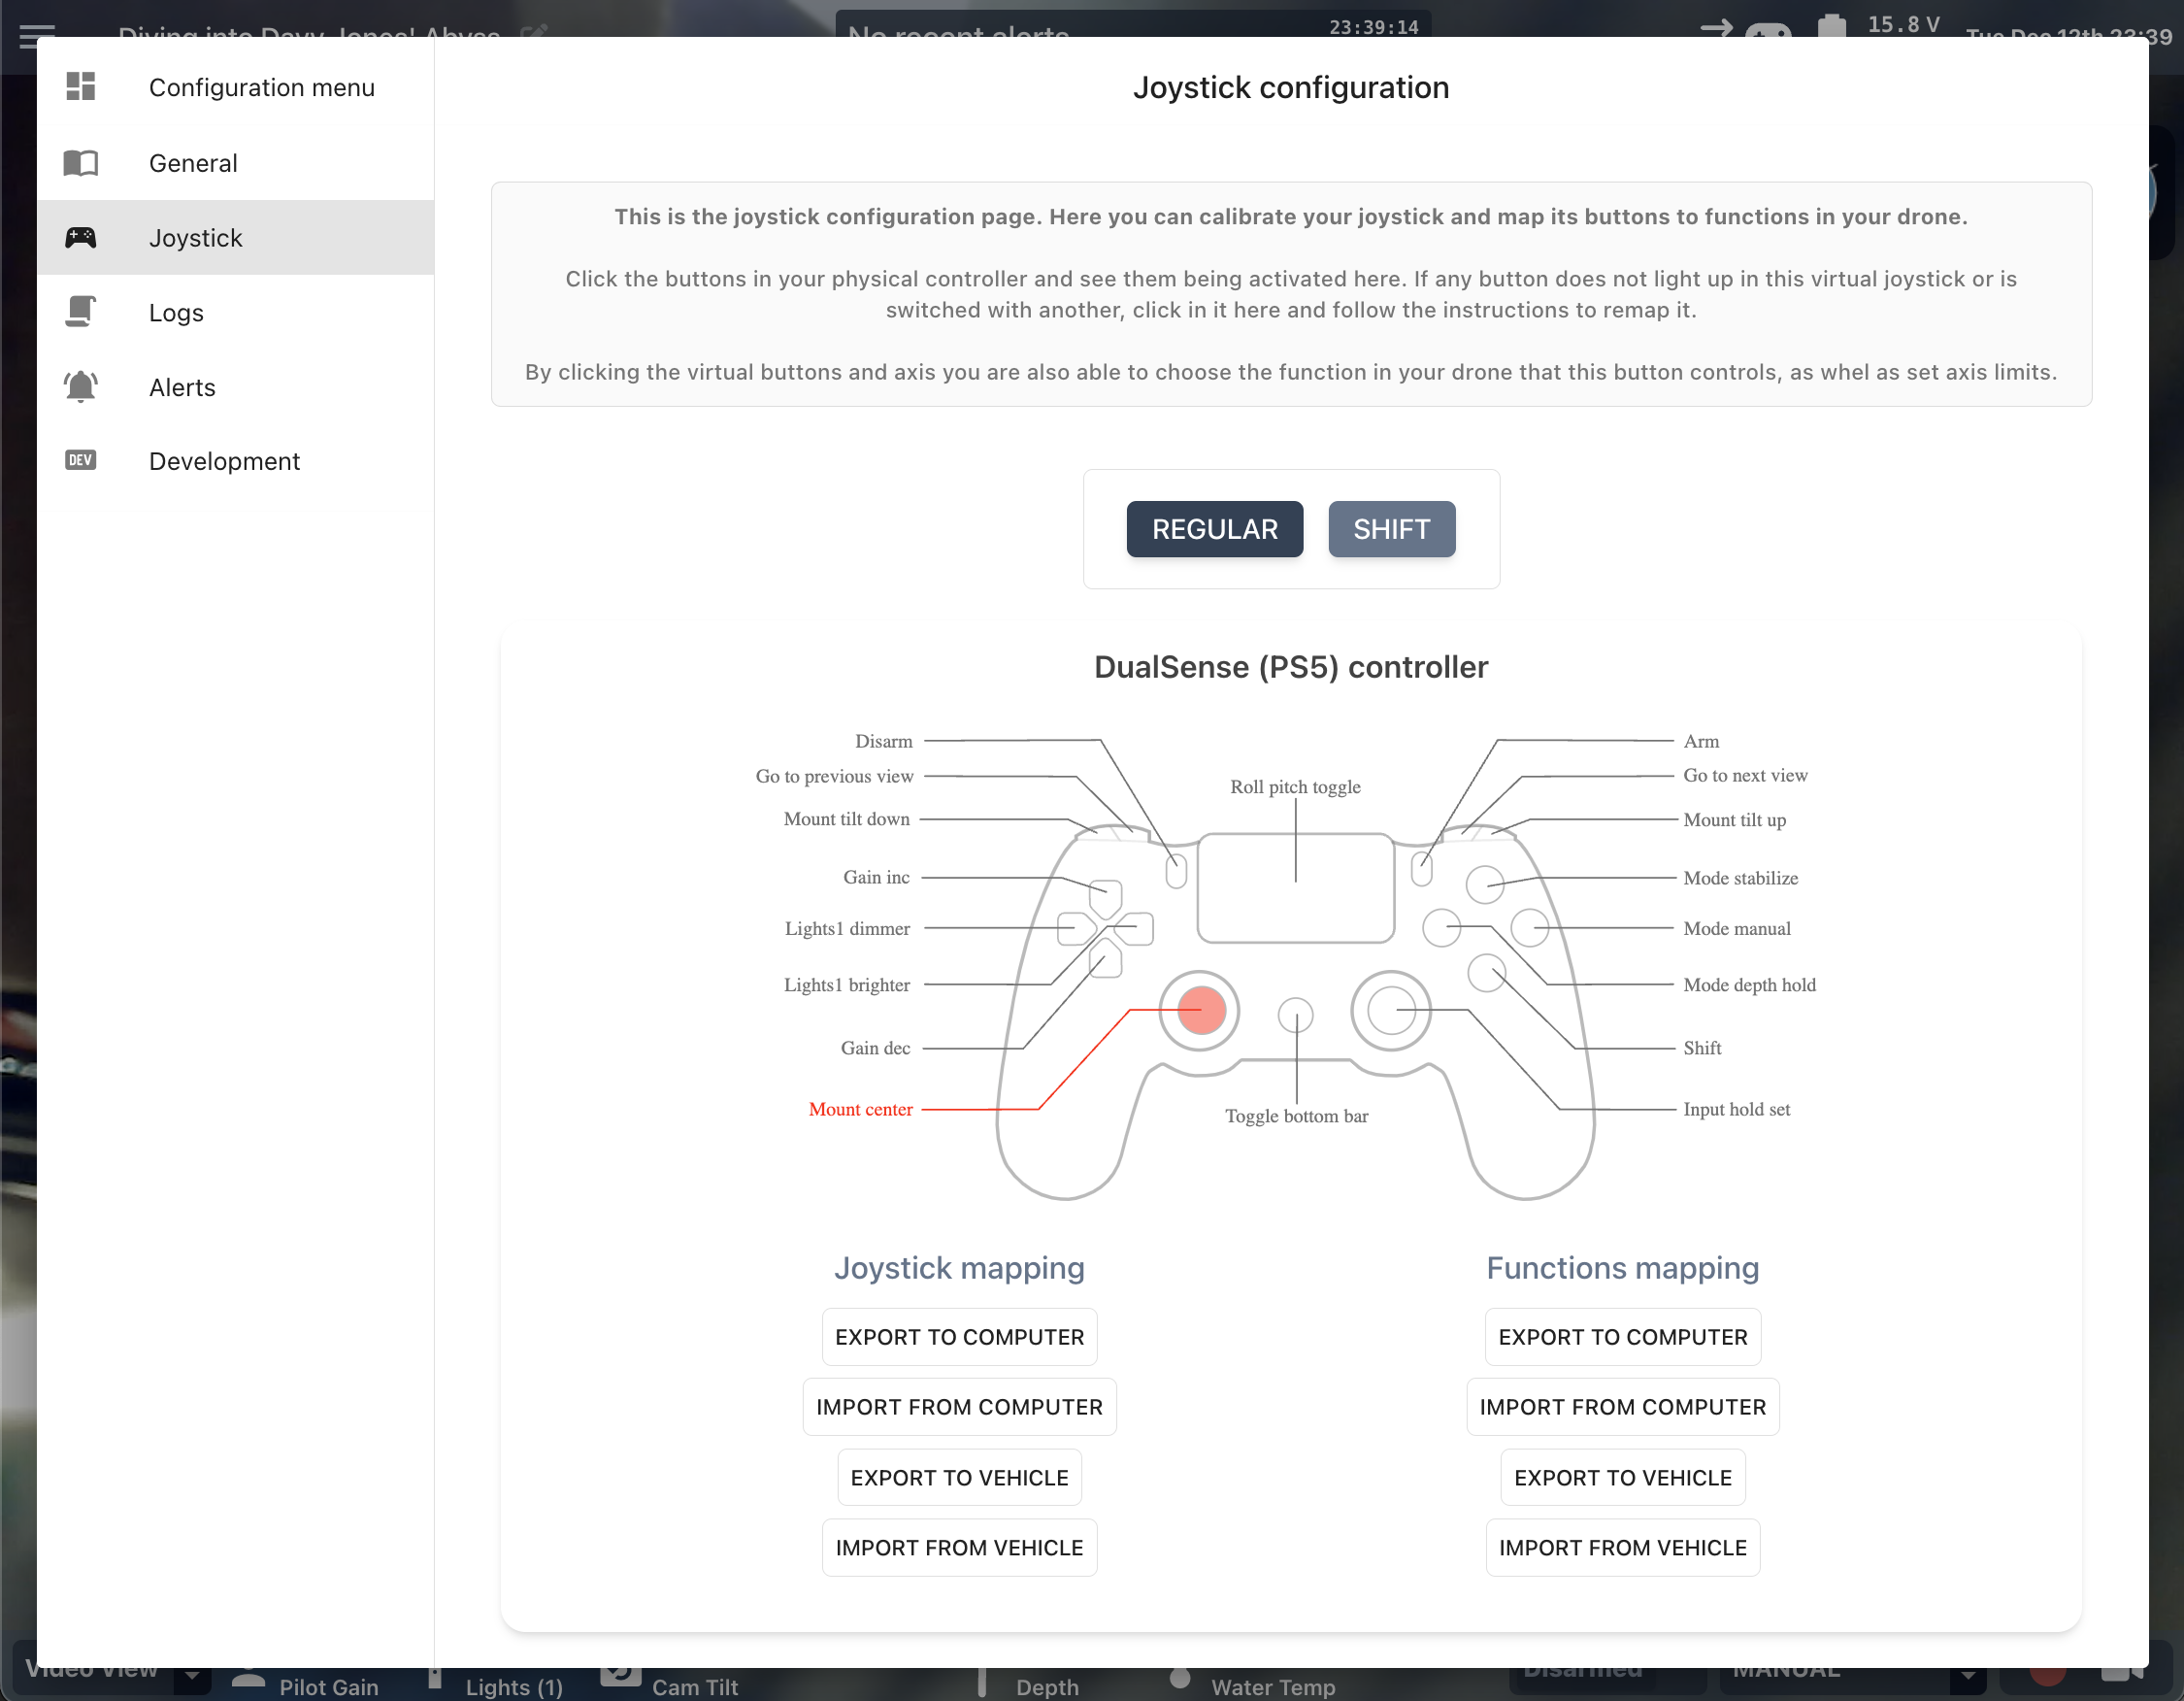 Diving into Davy Jones' Abyss
No recent alerts
23:39:14
15.8 V
Tue Dec 12th 23:39
Configuration menu
General
Joystick
Logs
Alerts
DEV
Development
Joystick configuration
This is the joystick configuration page. Here you can calibrate your joystick and map its buttons to functions in your drone.
Click the buttons in your physical controller and see them being activated here. If any button does not light up in this virtual joystick or is
switched with another, click in it here and follow the instructions to remap it.
By clicking the virtual buttons and axis you are also able to choose the function in your drone that this button controls, as whel as set axis limits.
REGULAR
SHIFT
DualSense (PS5) controller
Disarm
Go to previous view
Mount tilt down
Gain inc
Lights1 dimmer
Lights1 brighter
Gain dec
Mount center
Roll pitch toggle
Toggle bottom bar
Arm
Go to next view
Mount tilt up
Mode stabilize
Mode manual
Mode depth hold
Shift
Input hold set
Joystick mapping
EXPORT TO COMPUTER
IMPORT FROM COMPUTER
EXPORT TO VEHICLE
IMPORT FROM VEHICLE
Functions mapping
EXPORT TO COMPUTER
IMPORT FROM COMPUTER
EXPORT TO VEHICLE
IMPORT FROM VEHICLE
Video View
Pilot Gain
Lights (1)
Cam Tilt
Depth
Water Temp
Disarmed
MANUAL